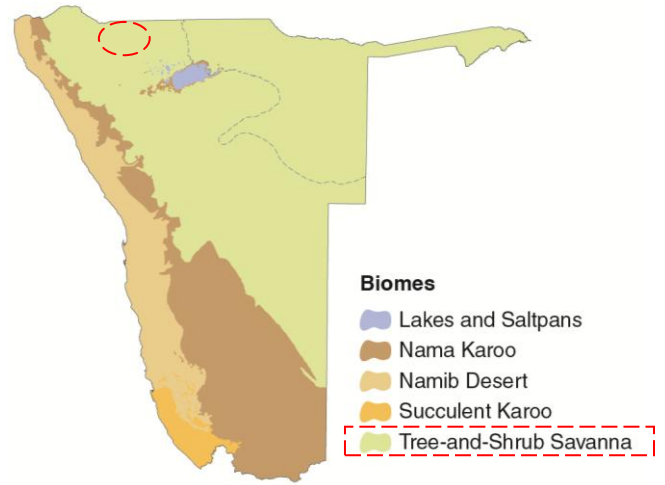 Biomes
Lakes and Saltpans
Nama Karoo
Namib Desert
Succulent Karoo
Tree-and-Shrub Savanna